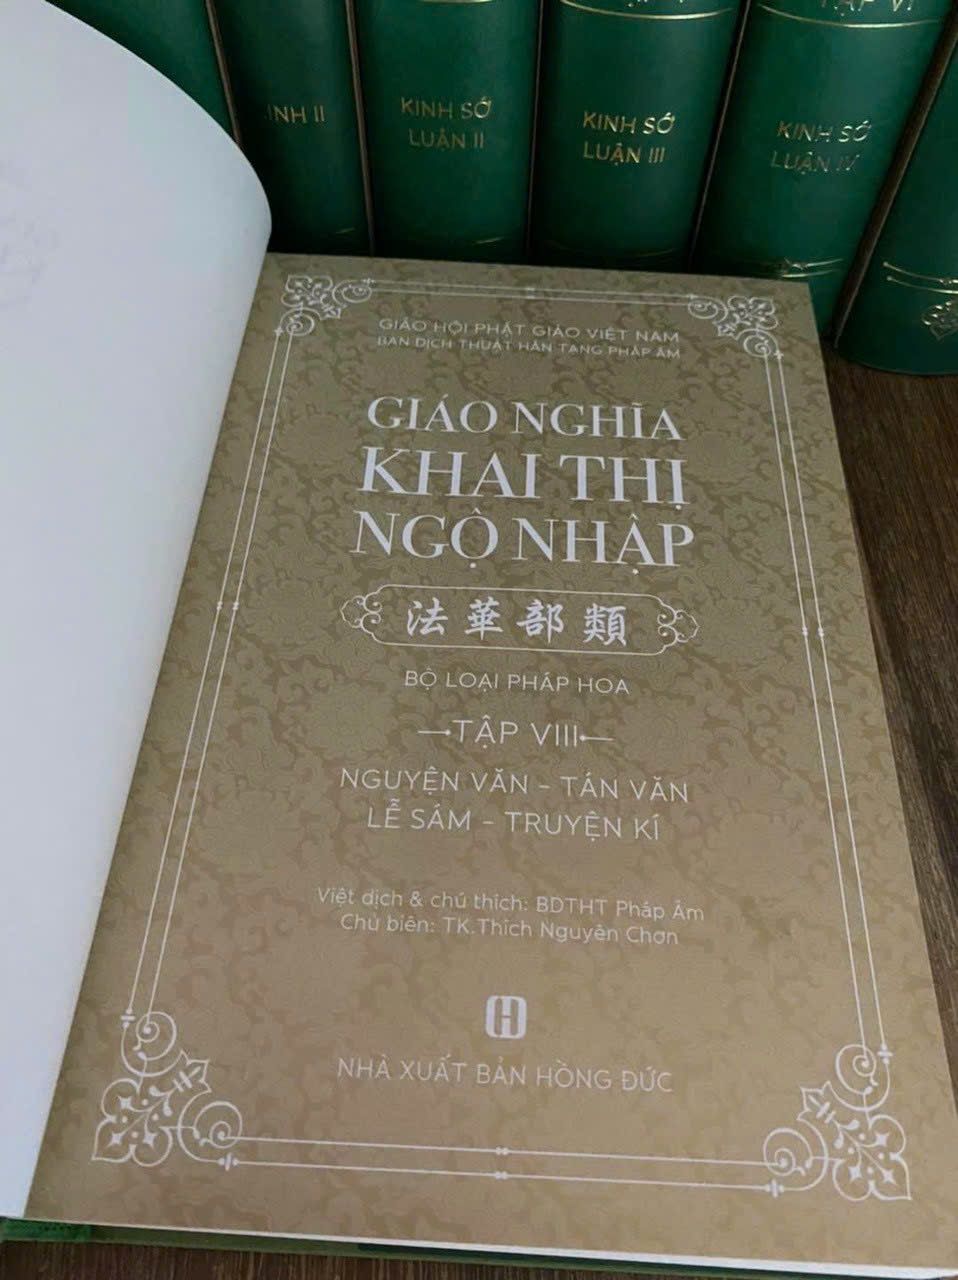 INH II
KINH SỚ
LUẬN II
KINH SỚ
LUẬN III
TẬP VI
KINH SỚ
LUẬN IV
GIÁO HỘI PHẬT GIÁO VIỆT NAM
BAN DỊCH THUẬT HÁN TẠNG PHÁP ÂM
GIÁO NGHĨA
KHAI THỊ
NGỘ NHẬP
法華部類
BỘ LOẠI PHÁP HOA
TẬP VIII
NGUYỆN VĂN - TÁN VĂN
LỄ SÁM - TRUYỆN KÍ
Việt dịch & chú thích: BDTHT Pháp Âm
Chủ biên: TK.Thích Nguyên Chơn
H
NHÀ XUẤT BẢN HỒNG ĐỨC